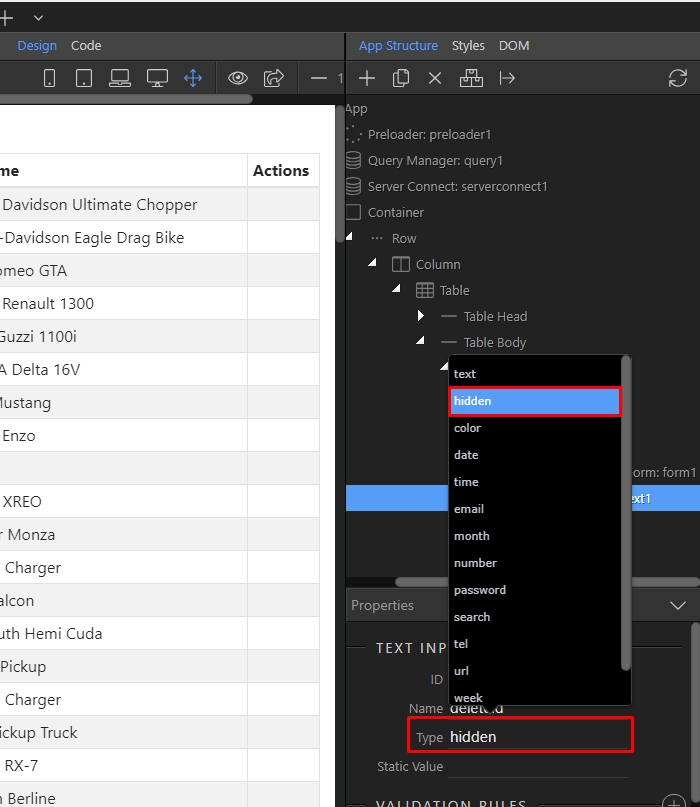 Design Code
App Structure Styles DOM
1
App
Preloader: preloader1
Query Manager: query1
Server Connect: serverconnect1
Container
Row
Column
Table
Table Head
Table Body
me Actions
Davidson Ultimate Chopper
-Davidson Eagle Drag Bike
omeo GTA
Renault 1300
Guzzi 1100i
A Delta 16V
Mustang
Enzo
XREO
r Monza
Charger
alcon
uth Hemi Cuda
Pickup
Charger
ickup Truck
RX-7
n Berline
text
hidden
color
date
time
email
month
number
password
search
tel
url
week
orm: form1
ext1
Properties
TEXT INP
ID
Name
Type hidden
Static Value
VALIDATION RULES